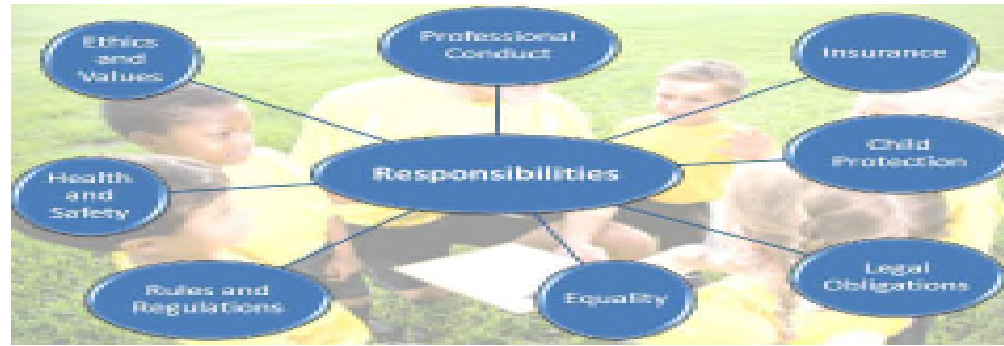 Ethics
and
Values
Professional
Conduct
Insurance
Responsibilities
Child
Protection
Health
and
Safety
Rules and
Regulations
Equality
Legal
Obligations